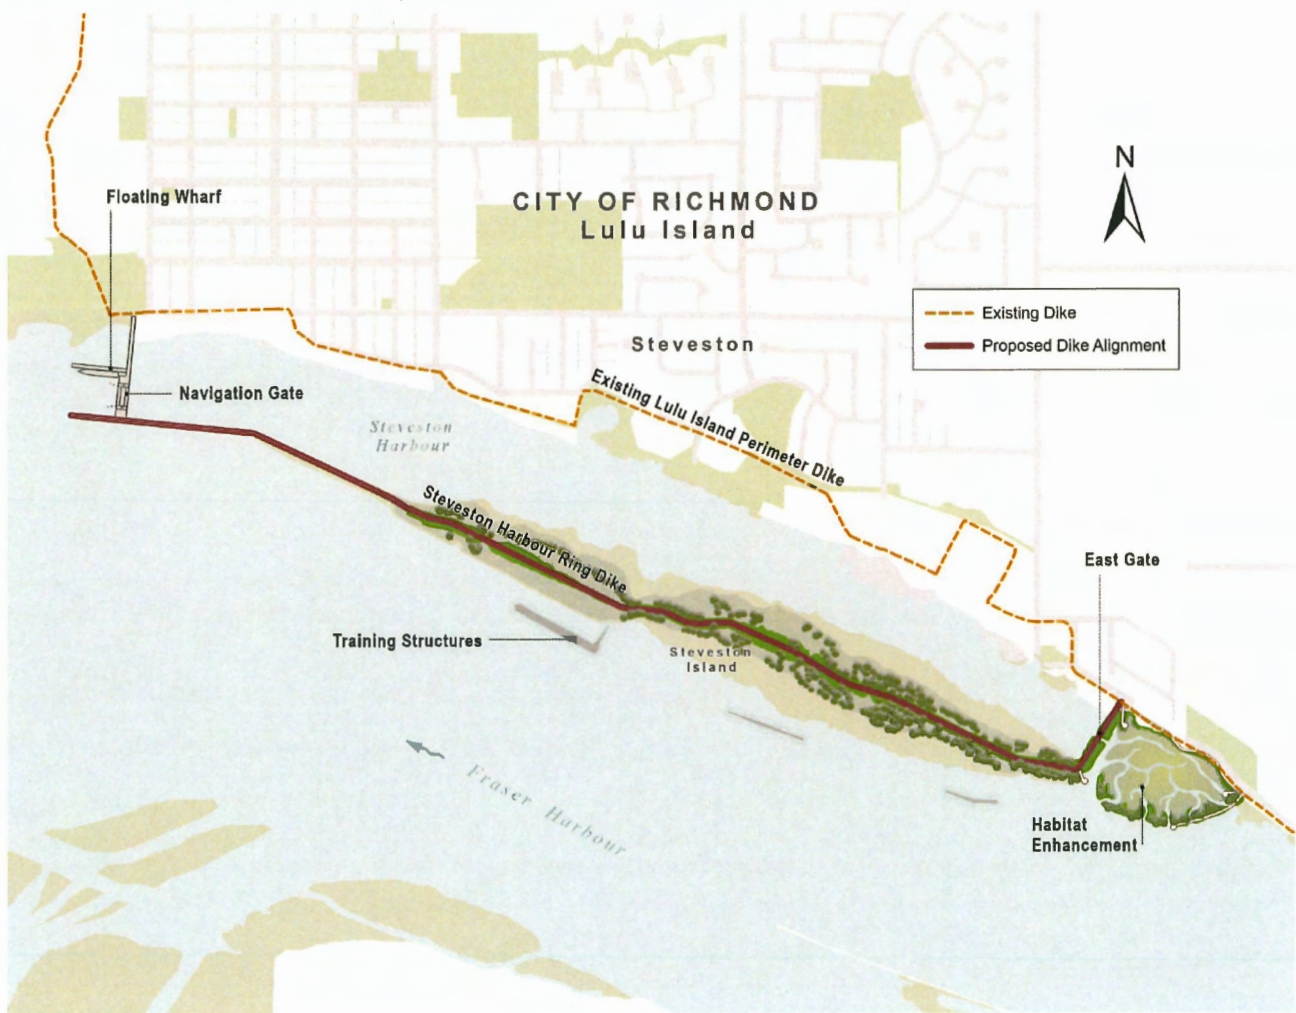 N
Floating Wharf
CITY OF RICHMOND
Lulu Island
Existing Dike
Proposed Dike Alignment
Steveston
Navigation Gate
Existing Lulu Island Perimeter Dike
Steveston
Harbour
Steveston Harbour Ring Dike
East Gate
Training Structures
Steveston
Island
Fraser Harbour
Habitat
Enhancement